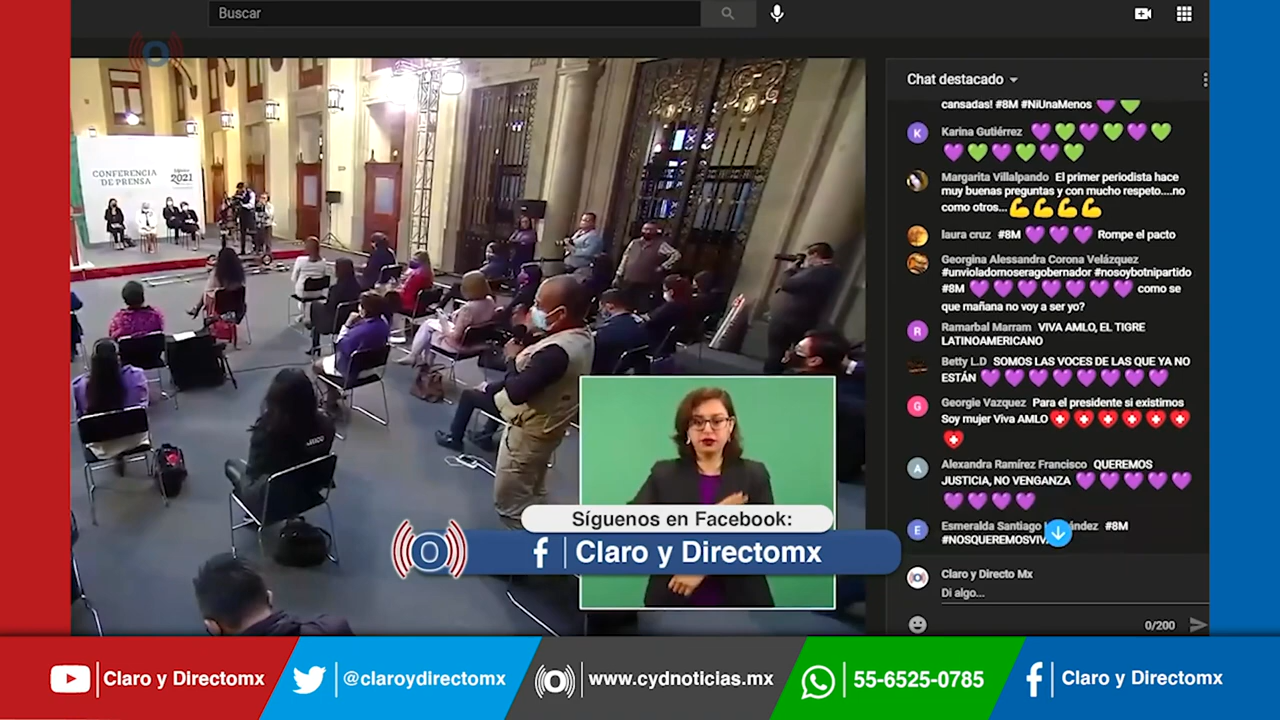 Buscar
CONFERENCIA
DE PRENSA
2021
Chat destacado
cansadas! #8M #NiUnaMenos 💜 💚
K
Karina Gutiérrez 💜💚💜💚💜💚
💜💚💜💚💜💚
Margarita Villalpando El primer periodista hace
muy buenas preguntas y con mucho respeto....no
como otros...💪💪💪💪
laura cruz #8M 💜 💜 💜 Rompe el pacto
Georgina Alessandra Corona Velázquez
#unvioladornoseragobernador #nosoybotnipartido
#8M 💜💜💜💜💜💜💜 como se
que mañana no voy a ser yo?
R
Ramarbal Marram VIVA AMLO, EL TIGRE
LATINOAMERICANO
Betty L.D SOMOS LAS VOCES DE LAS QUE YA NO
ESTÁN 💜💜💜💜💜💜💜💜
G
Georgie Vazquez Para el presidente si existimos
Soy mujer Viva AMLO
A
Alexandra Ramírez Francisco QUEREMOS
JUSTICIA, NO VENGANZA 💜💜💜💜💜
💜💜💜💜
E
Esmeralda Santiago #8M
Claro y Directo Mx
Di algo...
0/200
Síguenos en Facebook:
f Claro y Directomx
Claro y Directomx
@claroydirectomx
www.cydnoticias.mx
55-6525-0785
f Claro y Directomx